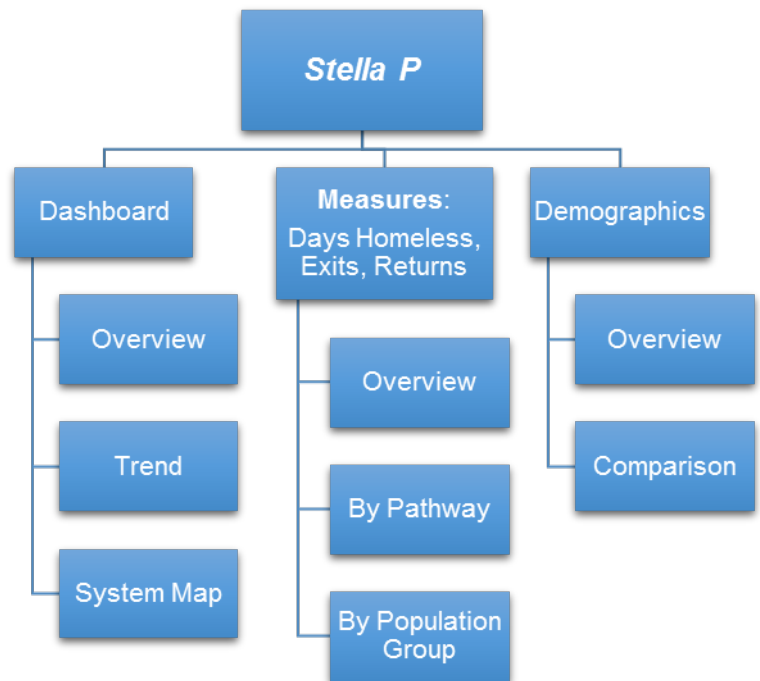 Stella P
Dashboard
Overview
Trend
System Map
Measures:
Days Homeless,
Exits, Returns
Overview
By Pathway
By Population
Group
Demographics
Overview
Comparison